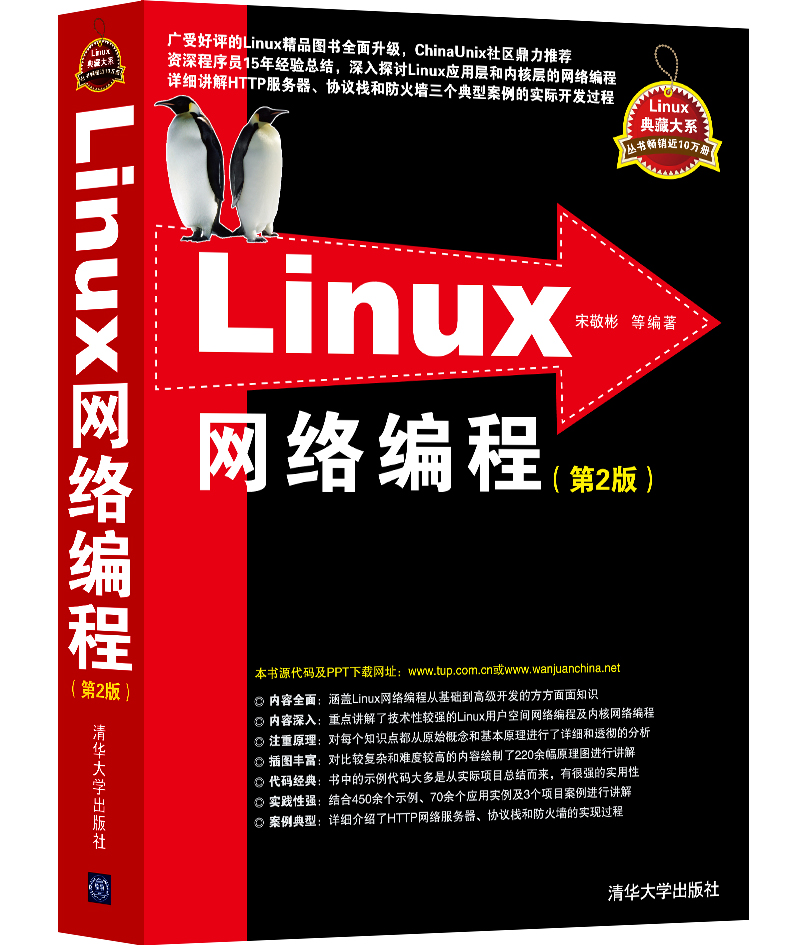 Linux
典藏大系
丛书畅销近10万册
Linux网络编程
（第2版）
清华大学出版社
广受好评的Linux精品图书全面升级，ChinaUnix社区鼎力推荐
资深程序员15年经验总结，深入探讨Linux应用层和内核层的网络编程
详细讲解HTTP服务器、协议栈和防火墙三个典型案例的实际开发过程
Linux
典藏大系
丛书畅销近10万册
Linux
宋敬彬 等编著
网络编程
（第2版）
本书源代码及PPT下载网址：www.tup.com.cn或www.wanjuanchina.net
◎ 内容全面：涵盖Linux网络编程从基础到高级开发的方方面面知识
◎ 内容深入：重点讲解了技术性较强的Linux用户空间网络编程及内核网络编程
◎ 注重原理：对每个知识点都从原始概念和基本原理进行了详细和透彻的分析
◎ 插图丰富：对比较复杂和难度较高的内容绘制了220余幅原理图进行讲解
◎ 代码经典：书中的示例代码大多是从实际项目总结而来，有很强的实用性
◎ 实践性强：结合450余个示例、70余个应用实例及3个项目案例进行讲解
◎ 案例典型：详细介绍了HTTP网络服务器、协议栈和防火墙的实现过程
清华大学出版社